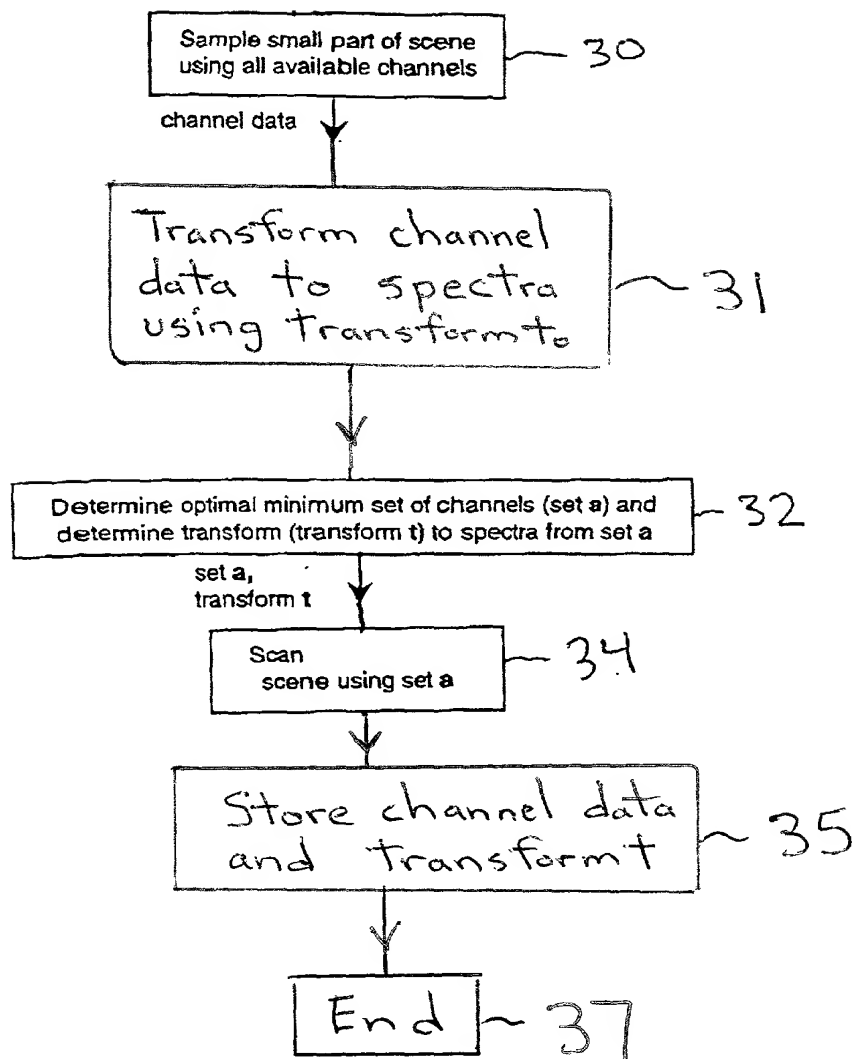 Sample small part of scene
using all available channels
30
channel data
Transform channel
data to spectra
using transform t₀
31
Determine optimal minimum set of channels (set a) and
determine transform (transform t) to spectra from set a
32
set a,
transform t
Scan
scene using set a
34
Store channel data
and transform t
35
End
37